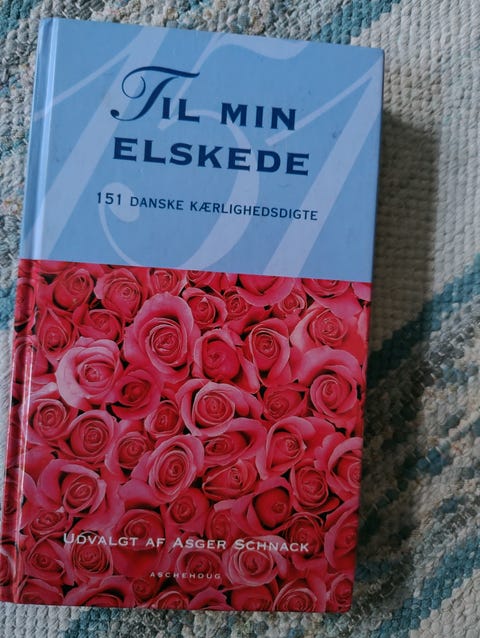 151
TIL MIN
ELSKEDE
151 DANSKE KÆRLIGHEDSDIGTE
UDVALGT AF ASGER SCHNACK
ASCHEHOUG